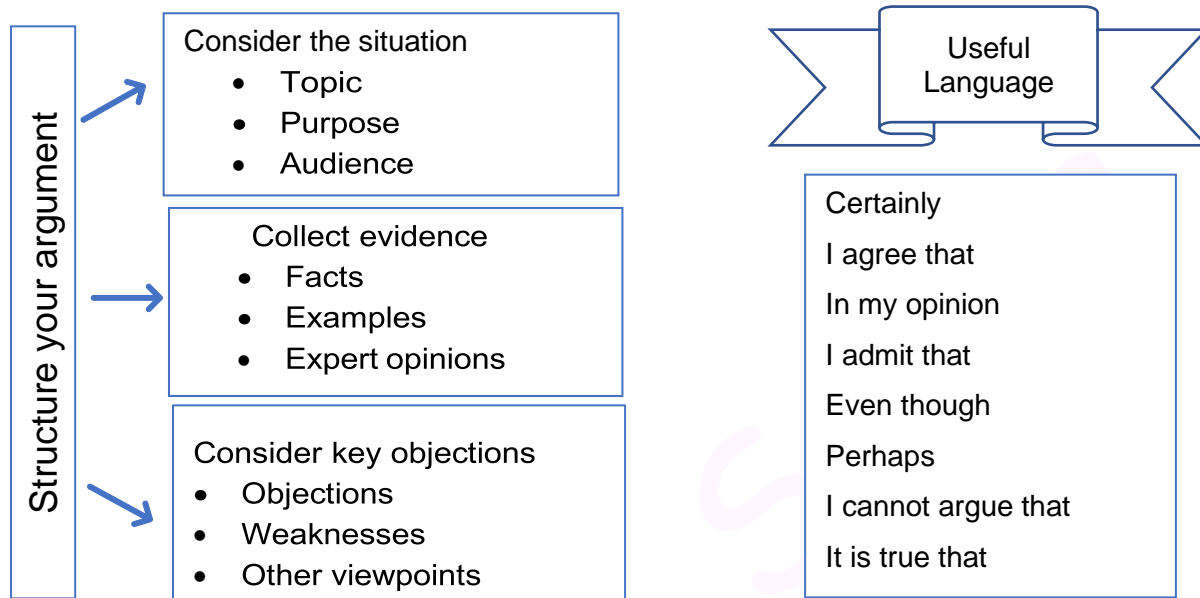 Structure your argument
Consider the situation
• Topic
• Purpose
• Audience
Collect evidence
• Facts
• Examples
• Expert opinions
Consider key objections
• Objections
• Weaknesses
• Other viewpoints
Useful
Language
Certainly
I agree that
In my opinion
I admit that
Even though
Perhaps
I cannot argue that
It is true that